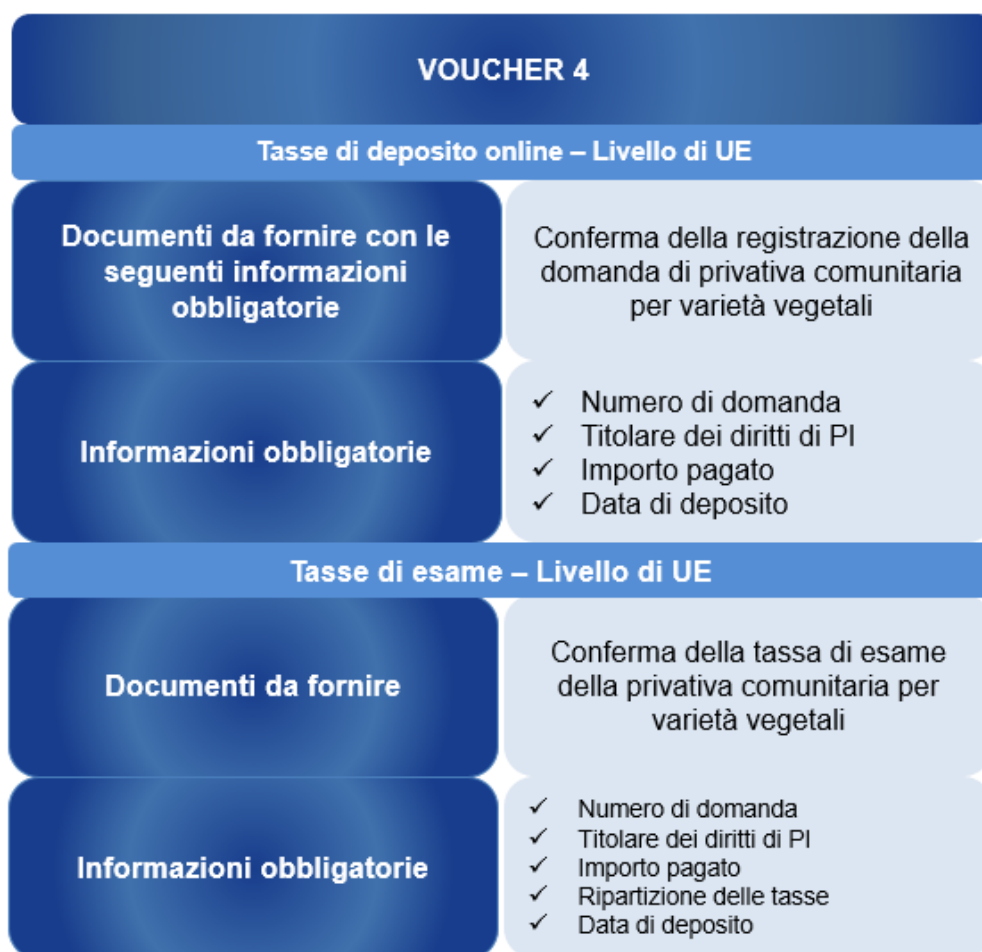 VOUCHER 4
Tasse di deposito online – Livello di UE
Documenti da fornire con le
seguenti informazioni
obbligatorie
Conferma della registrazione della
domanda di privativa comunitaria
per varietà vegetali
Informazioni obbligatorie
✓ Numero di domanda
✓ Titolare dei diritti di PI
✓ Importo pagato
✓ Data di deposito
Tasse di esame – Livello di UE
Documenti da fornire
Conferma della tassa di esame
della privativa comunitaria per
varietà vegetali
Informazioni obbligatorie
✓ Numero di domanda
✓ Titolare dei diritti di PI
✓ Importo pagato
✓ Ripartizione delle tasse
✓ Data di deposito